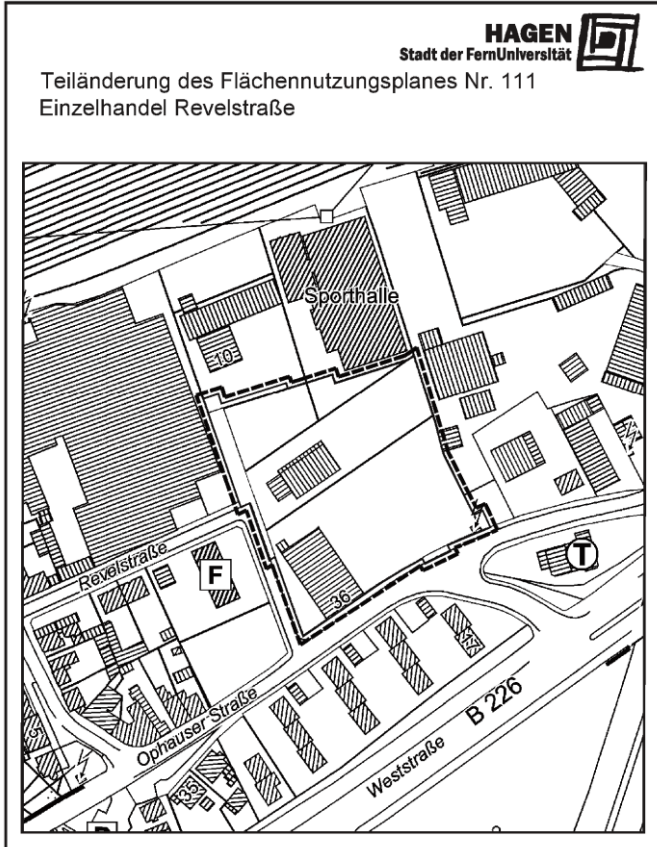 HAGEN
Stadt der FernUniversität
Teiländerung des Flächennutzungsplanes Nr. 111
Einzelhandel Revelstraße
Sporthalle
10
Revelstraße
F
T
36
Ophauser Straße
B 226
Weststraße
35
5